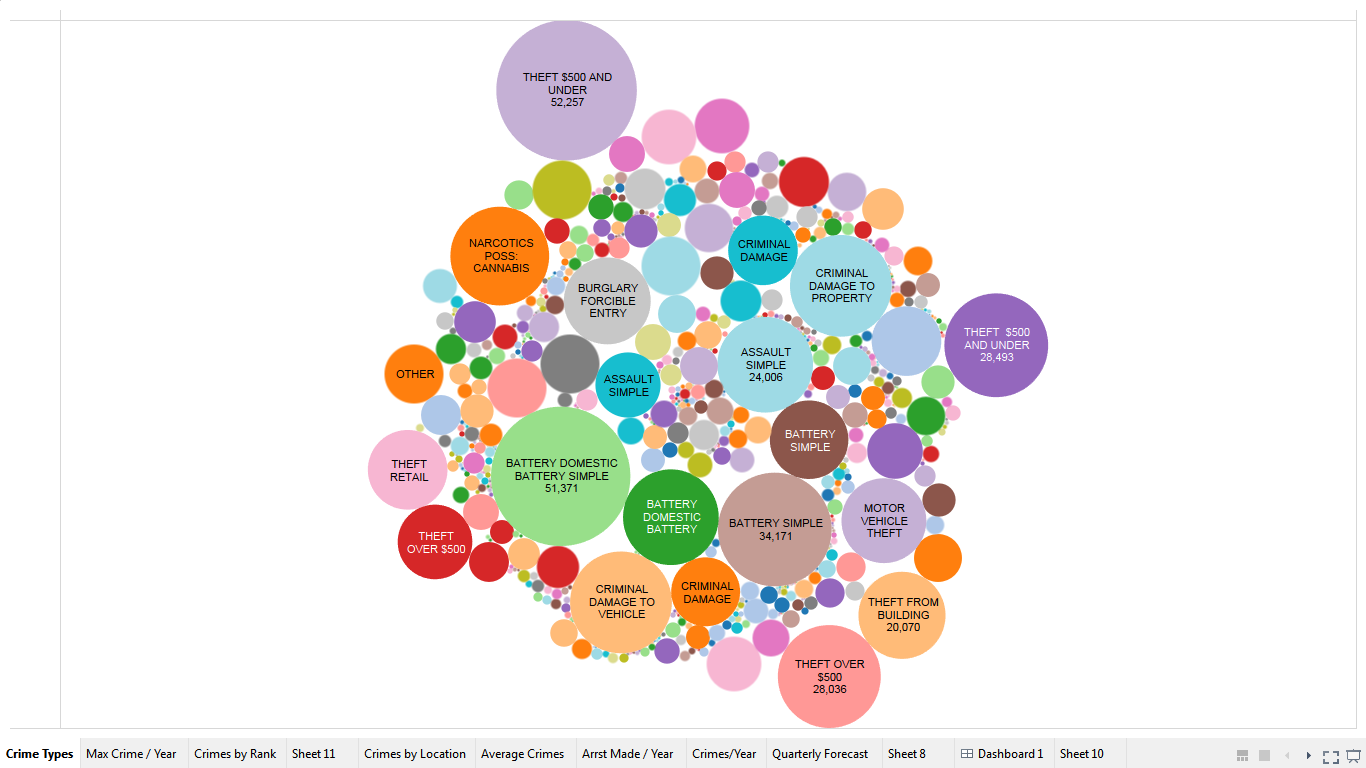 THEFT $500 AND
UNDER
52,257
NARCOTICS
POSS:
CANNABIS
CRIMINAL
DAMAGE
CRIMINAL
DAMAGE TO
PROPERTY
BURGLARY
FORCIBLE
ENTRY
THEFT  $500
AND UNDER
28,493
ASSAULT
SIMPLE
24,006
OTHER
ASSAULT
SIMPLE
BATTERY
SIMPLE
THEFT
RETAIL
BATTERY DOMESTIC
BATTERY SIMPLE
51,371
BATTERY
DOMESTIC
BATTERY
BATTERY SIMPLE
34,171
MOTOR
VEHICLE
THEFT
THEFT
OVER $500
CRIMINAL
DAMAGE TO
VEHICLE
CRIMINAL
DAMAGE
THEFT FROM
BUILDING
20,070
THEFT OVER
$500
28,036
Crime Types Max Crime / Year Crimes by Rank Sheet 11 Crimes by Location Average Crimes Arrst Made / Year Crimes/Year Quarterly Forecast Sheet 8 Dashboard 1 Sheet 10